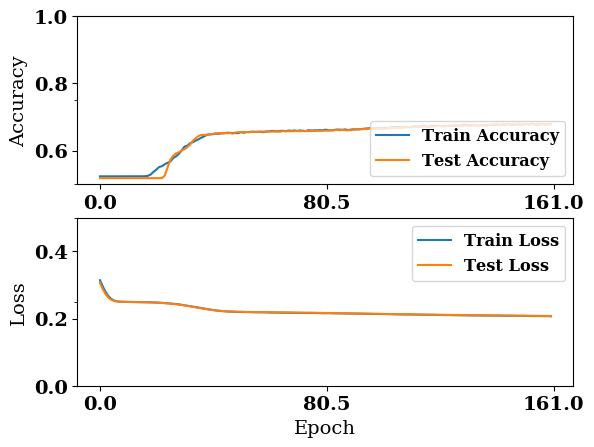 Accuracy
1.0
0.8
0.6
Train Accuracy
Test Accuracy
0.0 80.5 161.0
Loss
0.4
0.2
0.0
Train Loss
Test Loss
0.0 80.5 161.0
Epoch